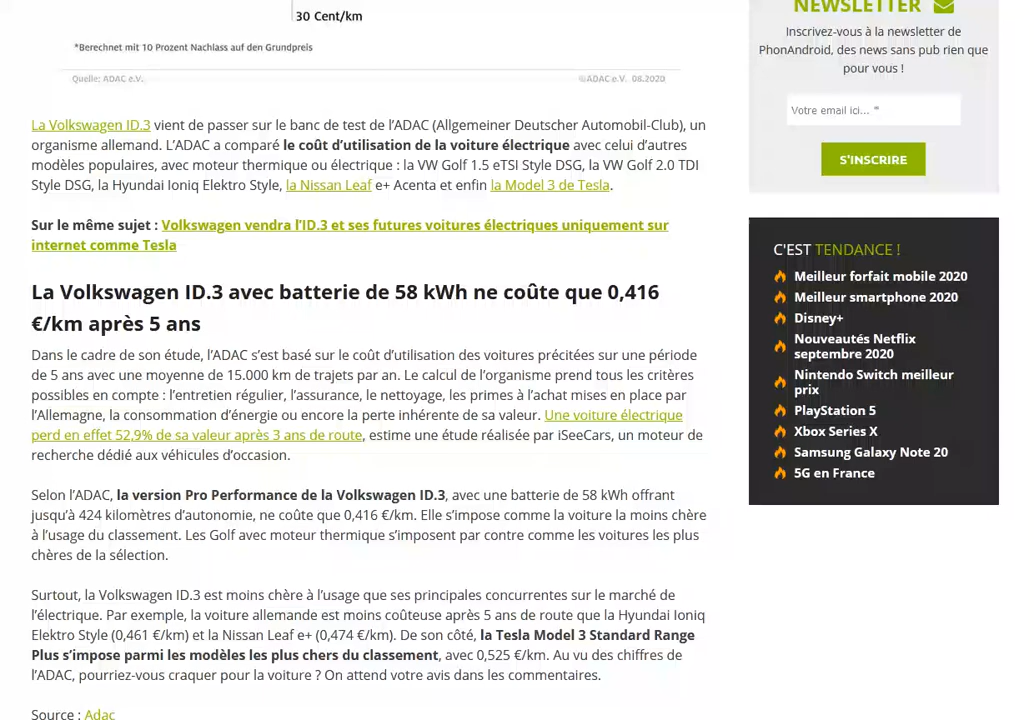 30 Cent/km
*Berechnet mit 10 Prozent Nachlass auf den Grundpreis
Quelle: ADAC e.V.
©ADAC e.V. 08.2020
La Volkswagen ID.3 vient de passer sur le banc de test de l’ADAC (Allgemeiner Deutscher Automobil-Club), un
organisme allemand. L’ADAC a comparé le coût d’utilisation de la voiture électrique avec celui d’autres
modèles populaires, avec moteur thermique ou électrique : la VW Golf 1.5 eTSI Style DSG, la VW Golf 2.0 TDI
Style DSG, la Hyundai Ioniq Elektro Style, la Nissan Leaf e+ Acenta et enfin la Model 3 de Tesla.
Sur le même sujet : Volkswagen vendra l’ID.3 et ses futures voitures électriques uniquement sur
internet comme Tesla
La Volkswagen ID.3 avec batterie de 58 kWh ne coûte que 0,416
€/km après 5 ans
Dans le cadre de son étude, l’ADAC s’est basé sur le coût d’utilisation des voitures précitées sur une période
de 5 ans avec une moyenne de 15.000 km de trajets par an. Le calcul de l’organisme prend tous les critères
possibles en compte : l’entretien régulier, l’assurance, le nettoyage, les primes à l’achat mises en place par
l’Allemagne, la consommation d’énergie ou encore la perte inhérente de sa valeur. Une voiture électrique
perd en effet 52,9% de sa valeur après 3 ans de route, estime une étude réalisée par iSeeCars, un moteur de
recherche dédié aux véhicules d’occasion.
Selon l’ADAC, la version Pro Performance de la Volkswagen ID.3, avec une batterie de 58 kWh offrant
jusqu’à 424 kilomètres d’autonomie, ne coûte que 0,416 €/km. Elle s’impose comme la voiture la moins chère
à l’usage du classement. Les Golf avec moteur thermique s’imposent par contre comme les voitures les plus
chères de la sélection.
Surtout, la Volkswagen ID.3 est moins chère à l’usage que ses principales concurrentes sur le marché de
l’électrique. Par exemple, la voiture allemande est moins coûteuse après 5 ans de route que la Hyundai Ioniq
Elektro Style (0,461 €/km) et la Nissan Leaf e+ (0,474 €/km). De son côté, la Tesla Model 3 Standard Range
Plus s’impose parmi les modèles les plus chers du classement, avec 0,525 €/km. Au vu des chiffres de
l’ADAC, pourriez-vous craquer pour la voiture ? On attend votre avis dans les commentaires.
Source : Adac
NEWSLETTER
Inscrivez-vous à la newsletter de
PhonAndroid, des news sans pub rien que
pour vous !
Votre email ici... *
S'INSCRIRE
C'EST TENDANCE !
Meilleur forfait mobile 2020
Meilleur smartphone 2020
Disney+
Nouveautés Netflix
septembre 2020
Nintendo Switch meilleur
prix
PlayStation 5
Xbox Series X
Samsung Galaxy Note 20
5G en France